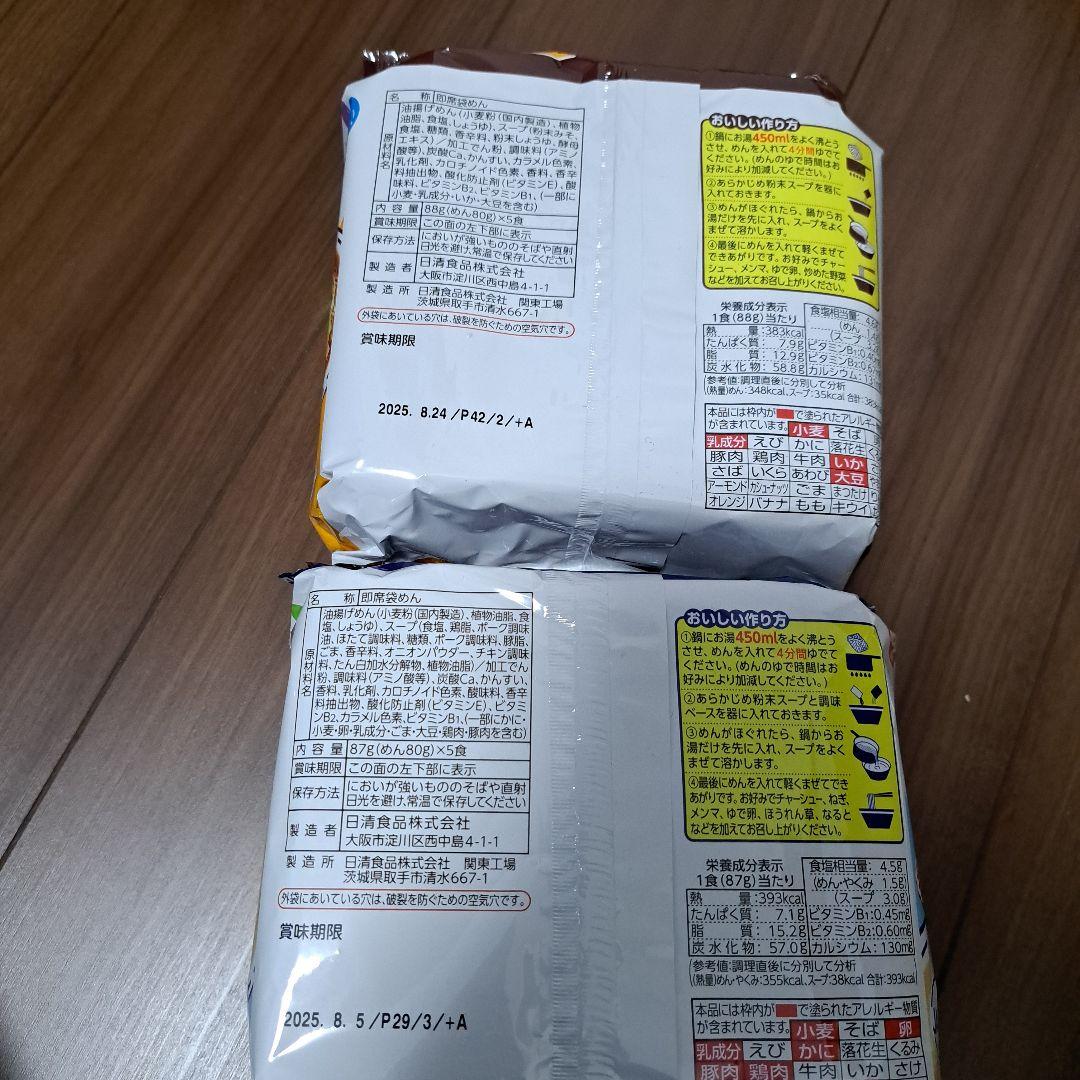 名 称 即席袋めん
原材料名
油揚げめん(小麦粉(国内製造)、植物
油脂、食塩、しょうゆ)、スープ(粉末みそ、
食塩、糖類、香辛料、粉末しょうゆ、酵母
エキス)/加工でん粉、調味料(アミノ
酸等)、炭酸Ca、かんすい、カラメル色素、
乳化剤、カロチノイド色素、香料、香辛
料抽出物、酸化防止剤(ビタミンE)、酸
味料、ビタミンB2、ビタミンB1、(一部に
小麦・乳成分・いか・大豆を含む)
内 容 量 88g(めん80g)×5食
賞味期限 この面の左下部に表示
保存方法 においが強いもののそばや直射
日光を避け、常温で保存してください
製 造 者 日清食品株式会社
大阪市淀川区西中島4-1-1
製 造 所 日清食品株式会社 関東工場
茨城県取手市清水667-1
外袋にあいている穴は、破裂を防ぐための空気穴です。
賞味期限
2025. 8.24 /P42/2/+A
おいしい作り方
①鍋にお湯450mlをよく沸とう
させ、めんを入れて4分間ゆでて
ください。(めんのゆで時間はお
好みにより加減してください。)
②あらかじめ粉末スープを器に
入れておきます。
③めんがほぐれたら、鍋からお
湯だけを先に入れ、スープをよく
まぜて溶かします。
④最後にめんを入れて軽くまぜて
できあがりです。お好みでチャー
シュー、メンマ、ゆで卵、炒めた野菜
などを加えてお召し上がりください。
栄養成分表示
1食(88g)当たり
熱 量:383kcal
たんぱく質: 7.9g
脂 質: 12.9g
炭水化物: 58.8g
食塩相当量:
(めん
(スープ
ビタミンB1:
ビタミンB2:
カルシウム:
参考値:調理直後に分別して分析
(熱量)めん:348kcal、スープ:35kcal 合計:
本品には枠内が で塗られたアレルギー
が含まれています。 小麦 そば
乳成分 えび かに 落花生
豚肉 鶏肉 牛肉 いか
さば いくら あわび 大豆
アーモンド カシューナッツ ごま まつたけ
オレンジ バナナ もも キウイ
名 称 即席袋めん
原材料名
油揚げめん(小麦粉(国内製造)、植物油脂、食
塩、しょうゆ)、スープ(食塩、鶏脂、ポーク調味
油、ほたて調味料、糖類、ポーク調味料、豚脂、
ごま、香辛料、オニオンパウダー、チキン調味
料、たん白加水分解物、植物油脂)/加工でん
粉、調味料(アミノ酸等)、炭酸Ca、かんすい、
香料、乳化剤、カロチノイド色素、酸味料、香辛
料抽出物、酸化防止剤(ビタミンE)、ビタミ
ンB2、カラメル色素、ビタミンB1、(一部にかに・
小麦・卵・乳成分・ごま・大豆・鶏肉・豚肉を含む)
内 容 量 87g(めん80g)×5食
賞味期限 この面の左下部に表示
保存方法 においが強いもののそばや直射
日光を避け、常温で保存してください
製 造 者 日清食品株式会社
大阪市淀川区西中島4-1-1
製 造 所 日清食品株式会社 関東工場
茨城県取手市清水667-1
外袋にあいている穴は、破裂を防ぐための空気穴です。
賞味期限
2025. 8. 5 /P29/3/+A
おいしい作り方
①鍋にお湯450mlをよく沸とう
させ、めんを入れて4分間ゆでて
ください。(めんのゆで時間はお
好みにより加減してください。)
②あらかじめ粉末スープと調味
ペースを器に入れておきます。
③めんがほぐれたら、鍋からお
湯だけを先に入れ、スープをよく
まぜて溶かします。
④最後にめんを入れて軽くまぜてでき
あがりです。お好みでチャーシュー、ねぎ、
メンマ、ゆで卵、ほうれん草、なると
などを加えてお召し上がりください。
栄養成分表示
1食(87g)当たり
熱 量:393kcal
たんぱく質: 7.1g
脂 質: 15.2g
炭水化物: 57.0g
食塩相当量: 4.5g
(めん・やくみ 1.5g)
(スープ 3.0g)
ビタミンB1:0.45mg
ビタミンB2:0.60mg
カルシウム:130mg
参考値:調理直後に分別して分析
(熱量)めん・やくみ:355kcal、スープ:38kcal 合計:393kcal
本品には枠内が で塗られたアレルギー物質
が含まれています。 小麦 そば 卵
乳成分 えび かに 落花生 くるみ
豚肉 鶏肉 牛肉 いか さけ